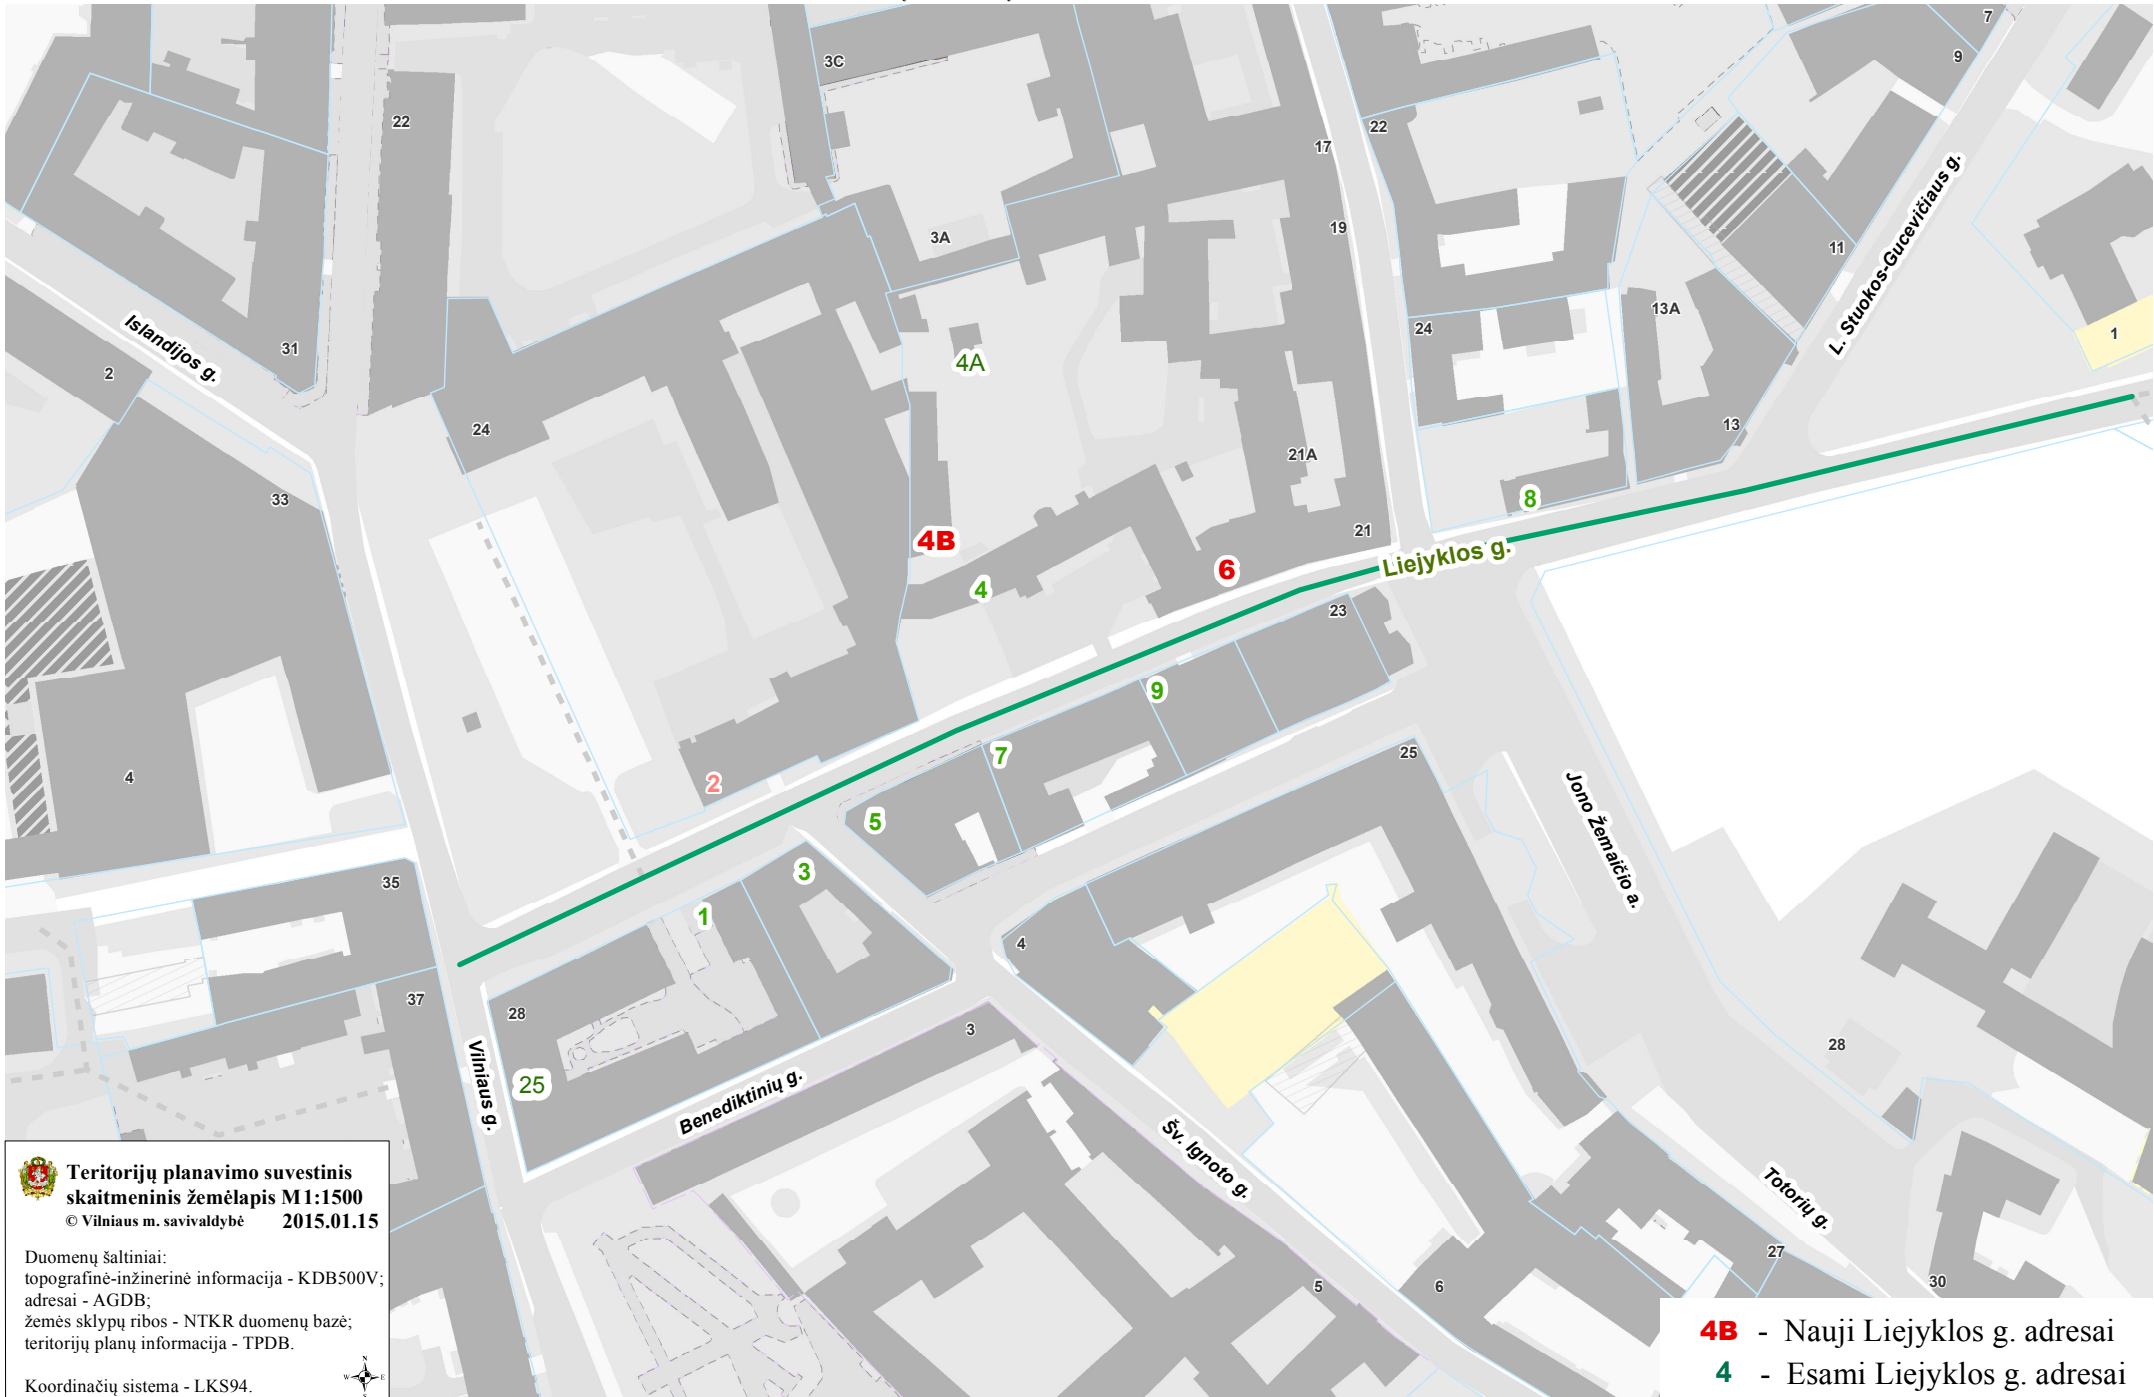 3C
7
9
22
22
17
3A
19
11
L. Stuokos-Gucevičiaus g.
Islandijos g.
31
2
4A
24
13A
1
24
33
13
21A
8
4B
21
Liejyklos g.
4
6
23
9
7
25
2
4
5
Jono Žemaičio a.
3
35
1
4
37
28
3
28
Vilniaus g.
25
Benediktinių g.
Šv. Ignoto g.
Totorių g.
27
5
6
30
Teritorijų planavimo suvestinis
skaitmeninis žemėlapis M 1:1500
© Vilniaus m. savivaldybė 2015.01.15
Duomenų šaltiniai:
topografinė-inžinerinė informacija - KDB500V;
adresai - AGDB;
žemės sklypų ribos - NTKR duomenų bazė;
teritorijų planų informacija - TPDB.
Koordinačių sistema - LKS94.
N
W E
S
4B - Nauji Liejyklos g. adresai
4 - Esami Liejyklos g. adresai